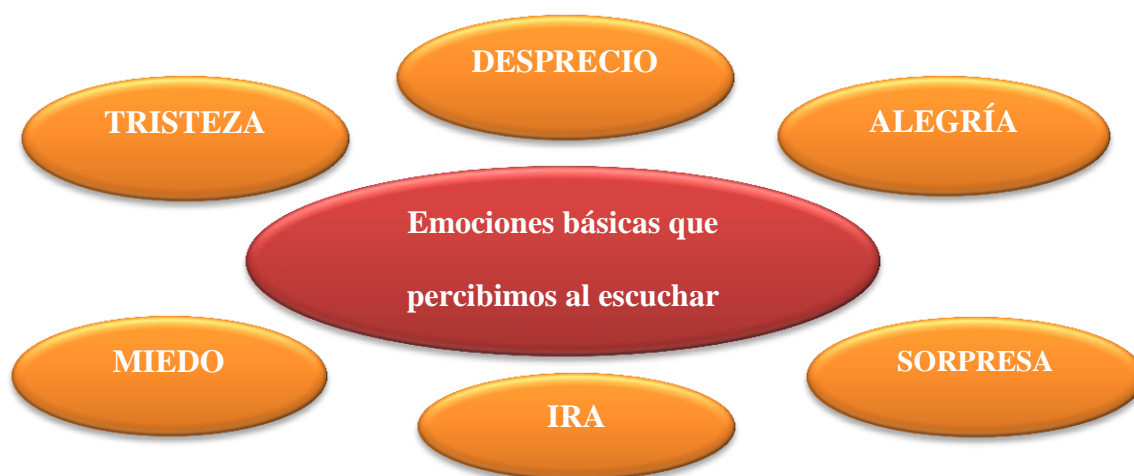 DESPRECIO
TRISTEZA
ALEGRÍA
Emociones básicas que
percibimos al escuchar
MIEDO
SORPRESA
IRA